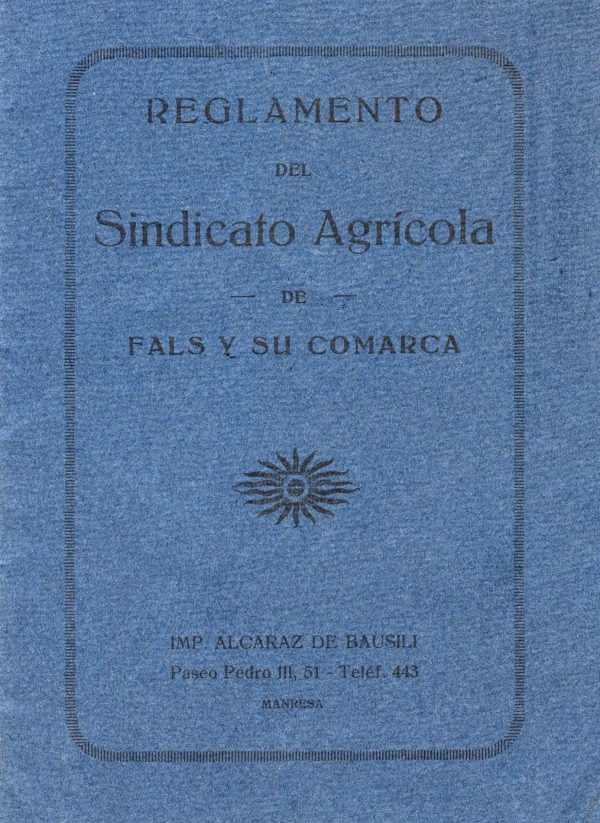 REGLAMENTO
DEL
Sindicato Agrícola
— DE —
FALS Y SU COMARCA
IMP. ALCARAZ DE BAUSILI
Paseo Pedro III, 51 - Teléf. 443
MANRESA